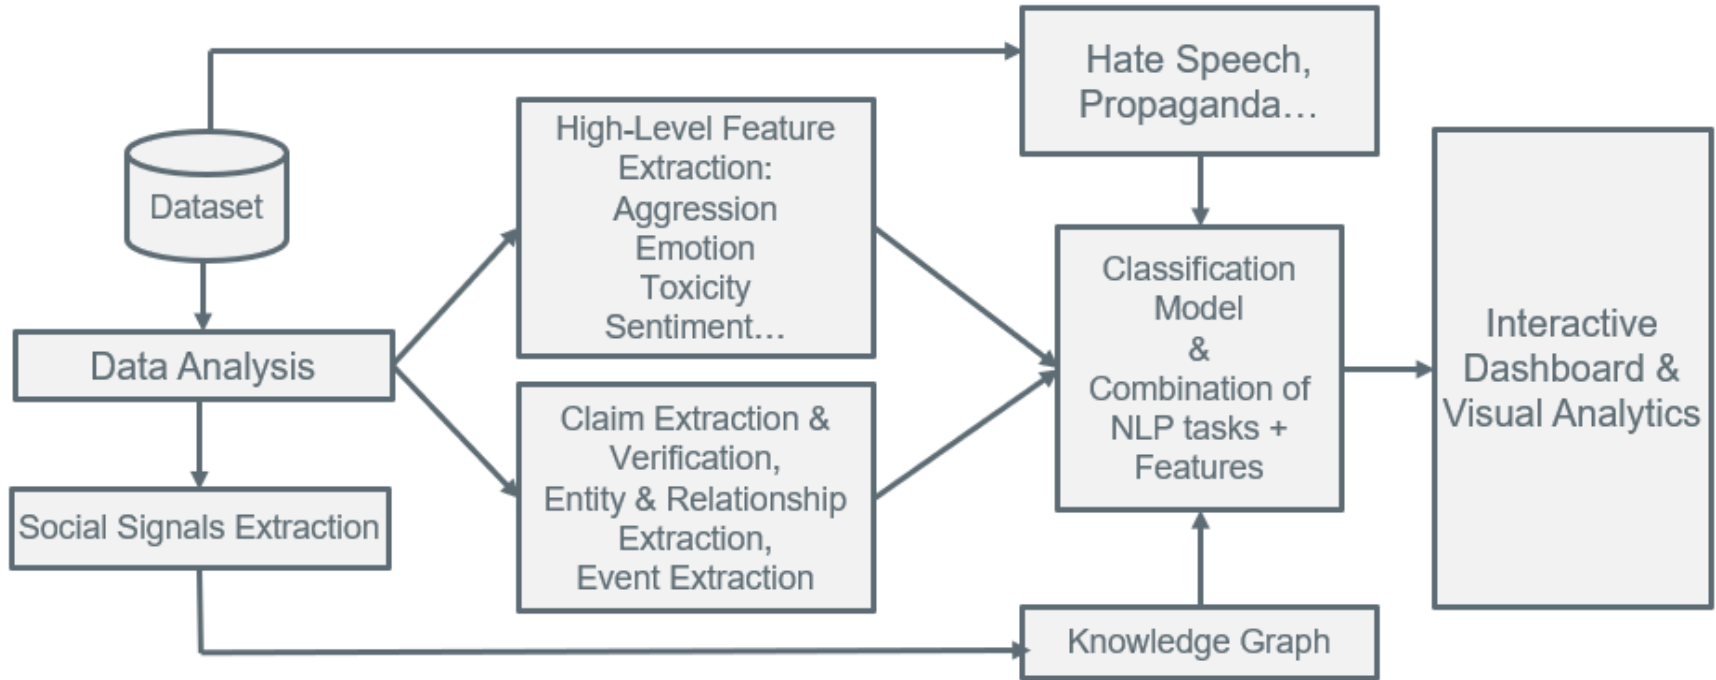 Hate Speech,
Propaganda…
Dataset
High-Level Feature
Extraction:
Aggression
Emotion
Toxicity
Sentiment…
Data Analysis
Claim Extraction &
Verification,
Entity & Relationship
Extraction,
Event Extraction
Social Signals Extraction
Classification
Model
&
Combination of
NLP tasks +
Features
Knowledge Graph
Interactive
Dashboard &
Visual Analytics